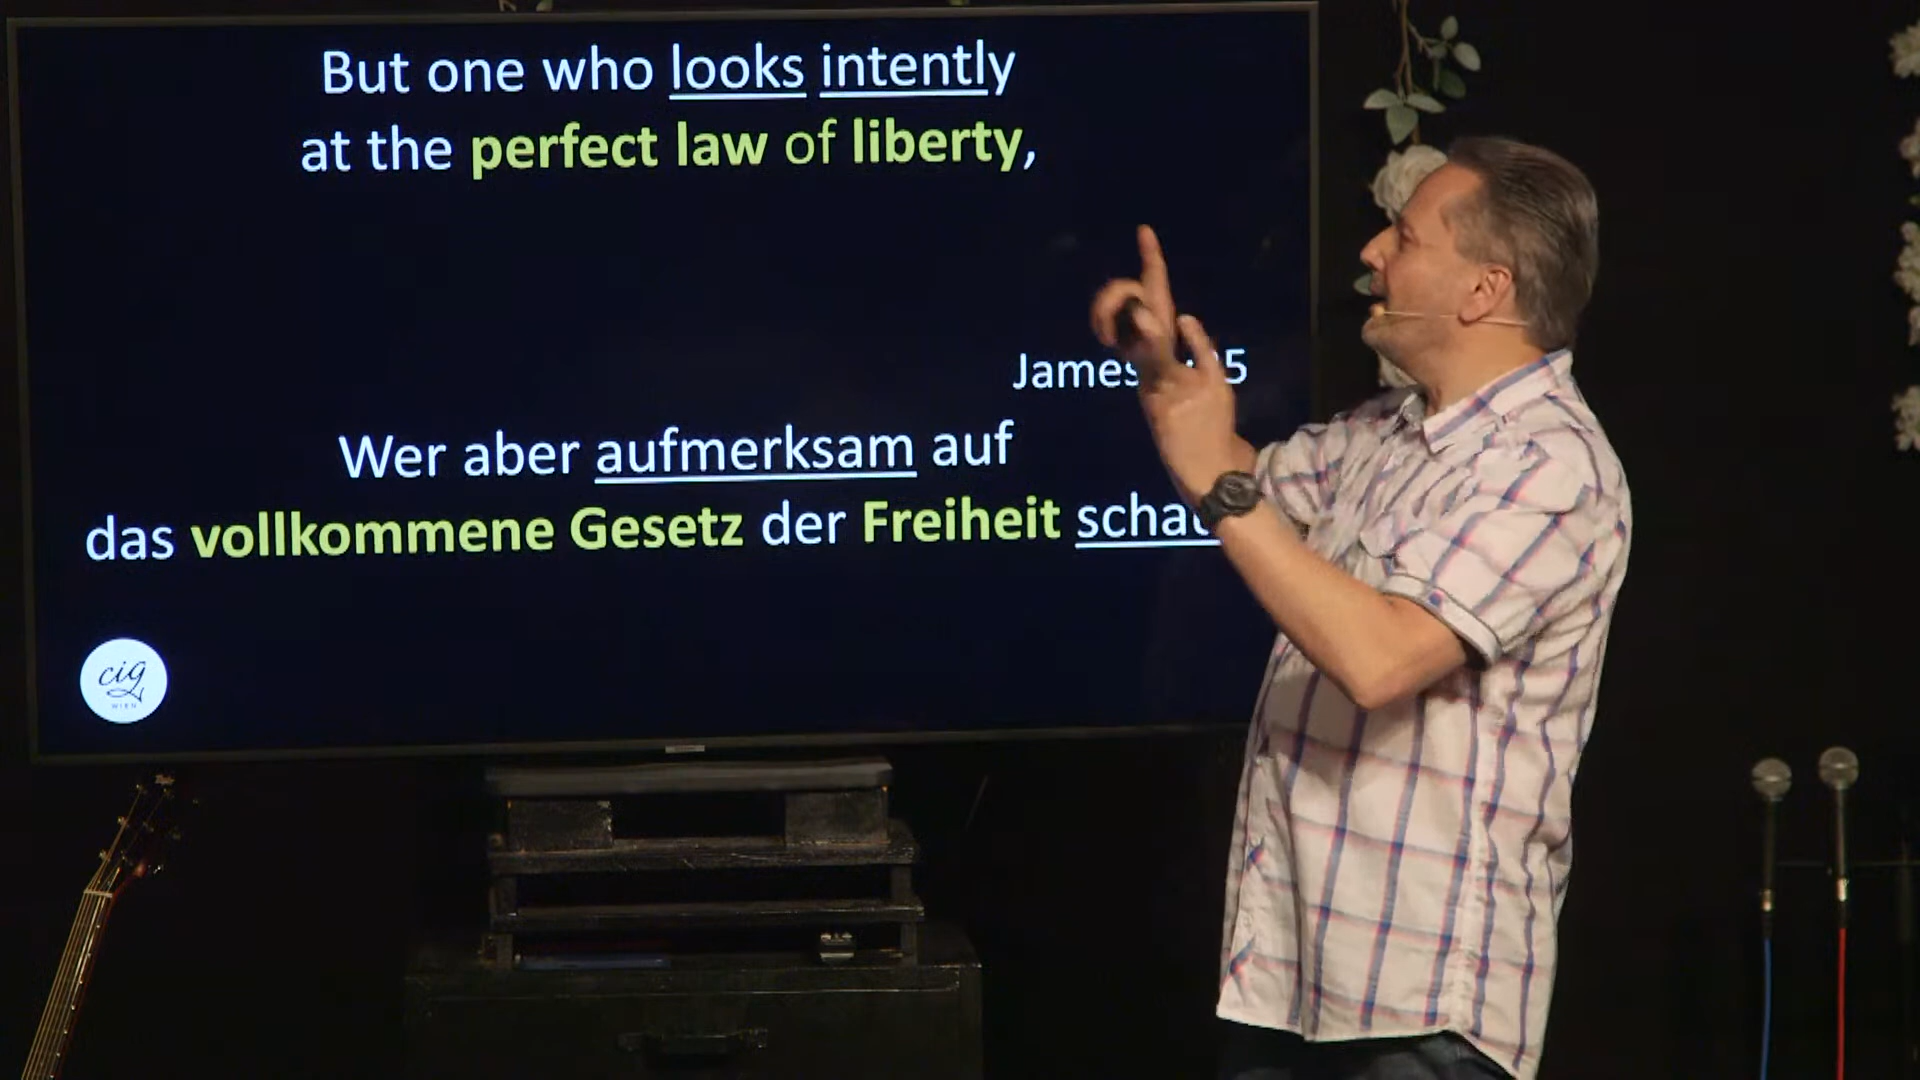 But one who looks intently
at the perfect law of liberty,
James
Wer aber aufmerksam auf
das vollkommene Gesetz der Freiheit
cig
WIEN